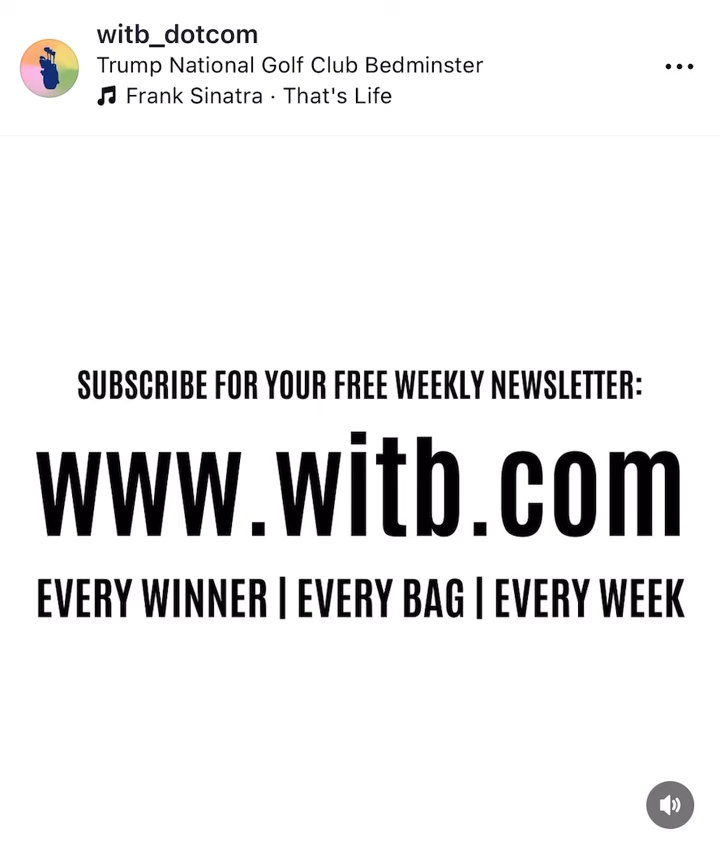 witb_dotcom
Trump National Golf Club Bedminster
Frank Sinatra · That's Life
SUBSCRIBE FOR YOUR FREE WEEKLY NEWSLETTER:
www.witb.com
EVERY WINNER | EVERY BAG | EVERY WEEK